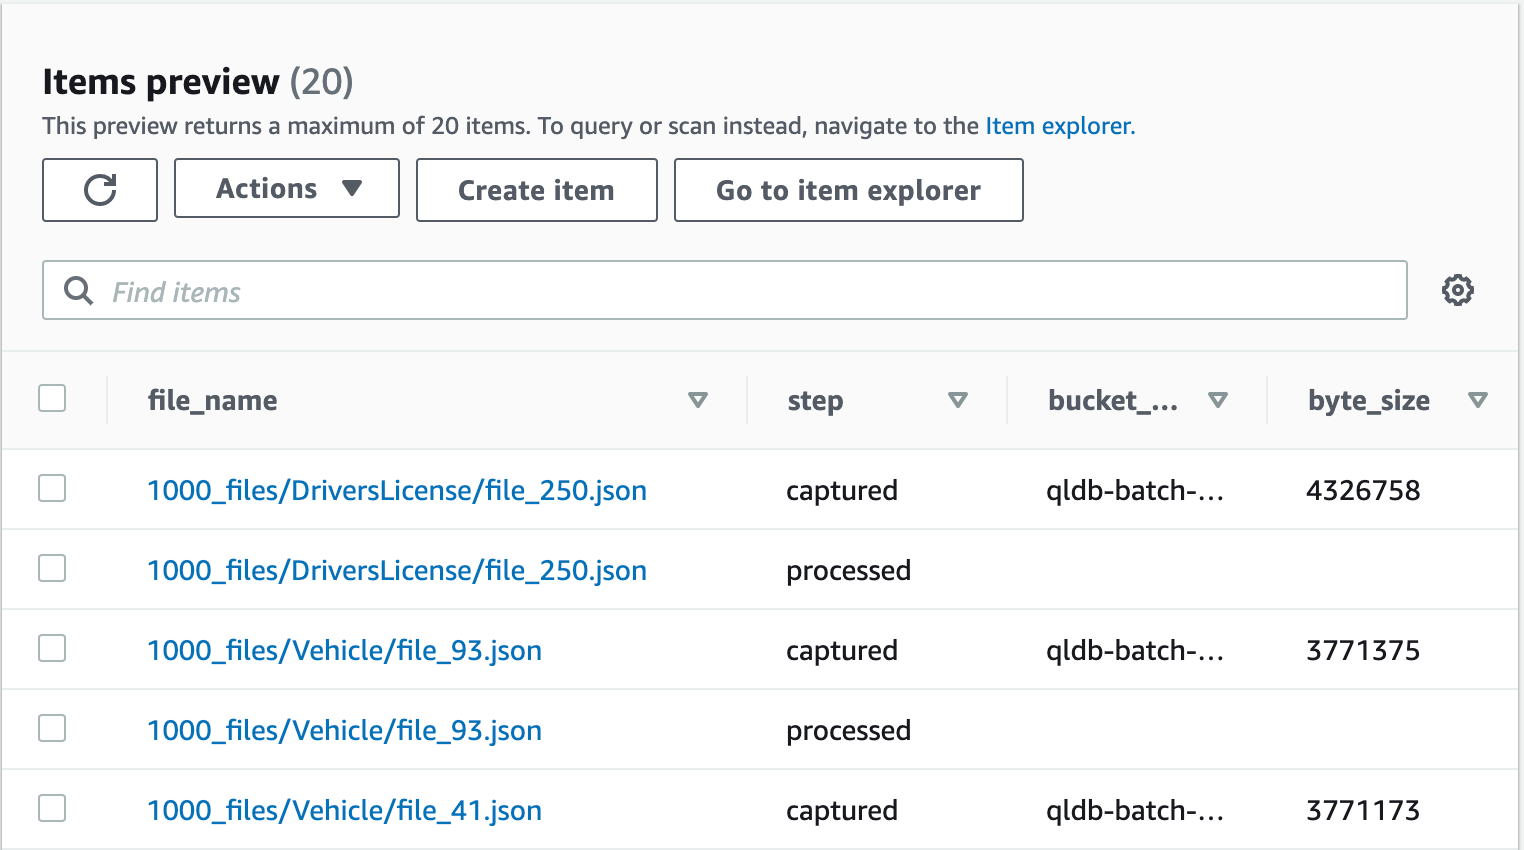 Items preview (20)
This preview returns a maximum of 20 items. To query or scan instead, navigate to the Item explorer.
Actions Create item Go to item explorer
Find items
file_name step bucket_... byte_size
1000_files/DriversLicense/file_250.json captured qldb-batch-... 4326758
1000_files/DriversLicense/file_250.json processed
1000_files/Vehicle/file_93.json captured qldb-batch-... 3771375
1000_files/Vehicle/file_93.json processed
1000_files/Vehicle/file_41.json captured qldb-batch-... 3771173